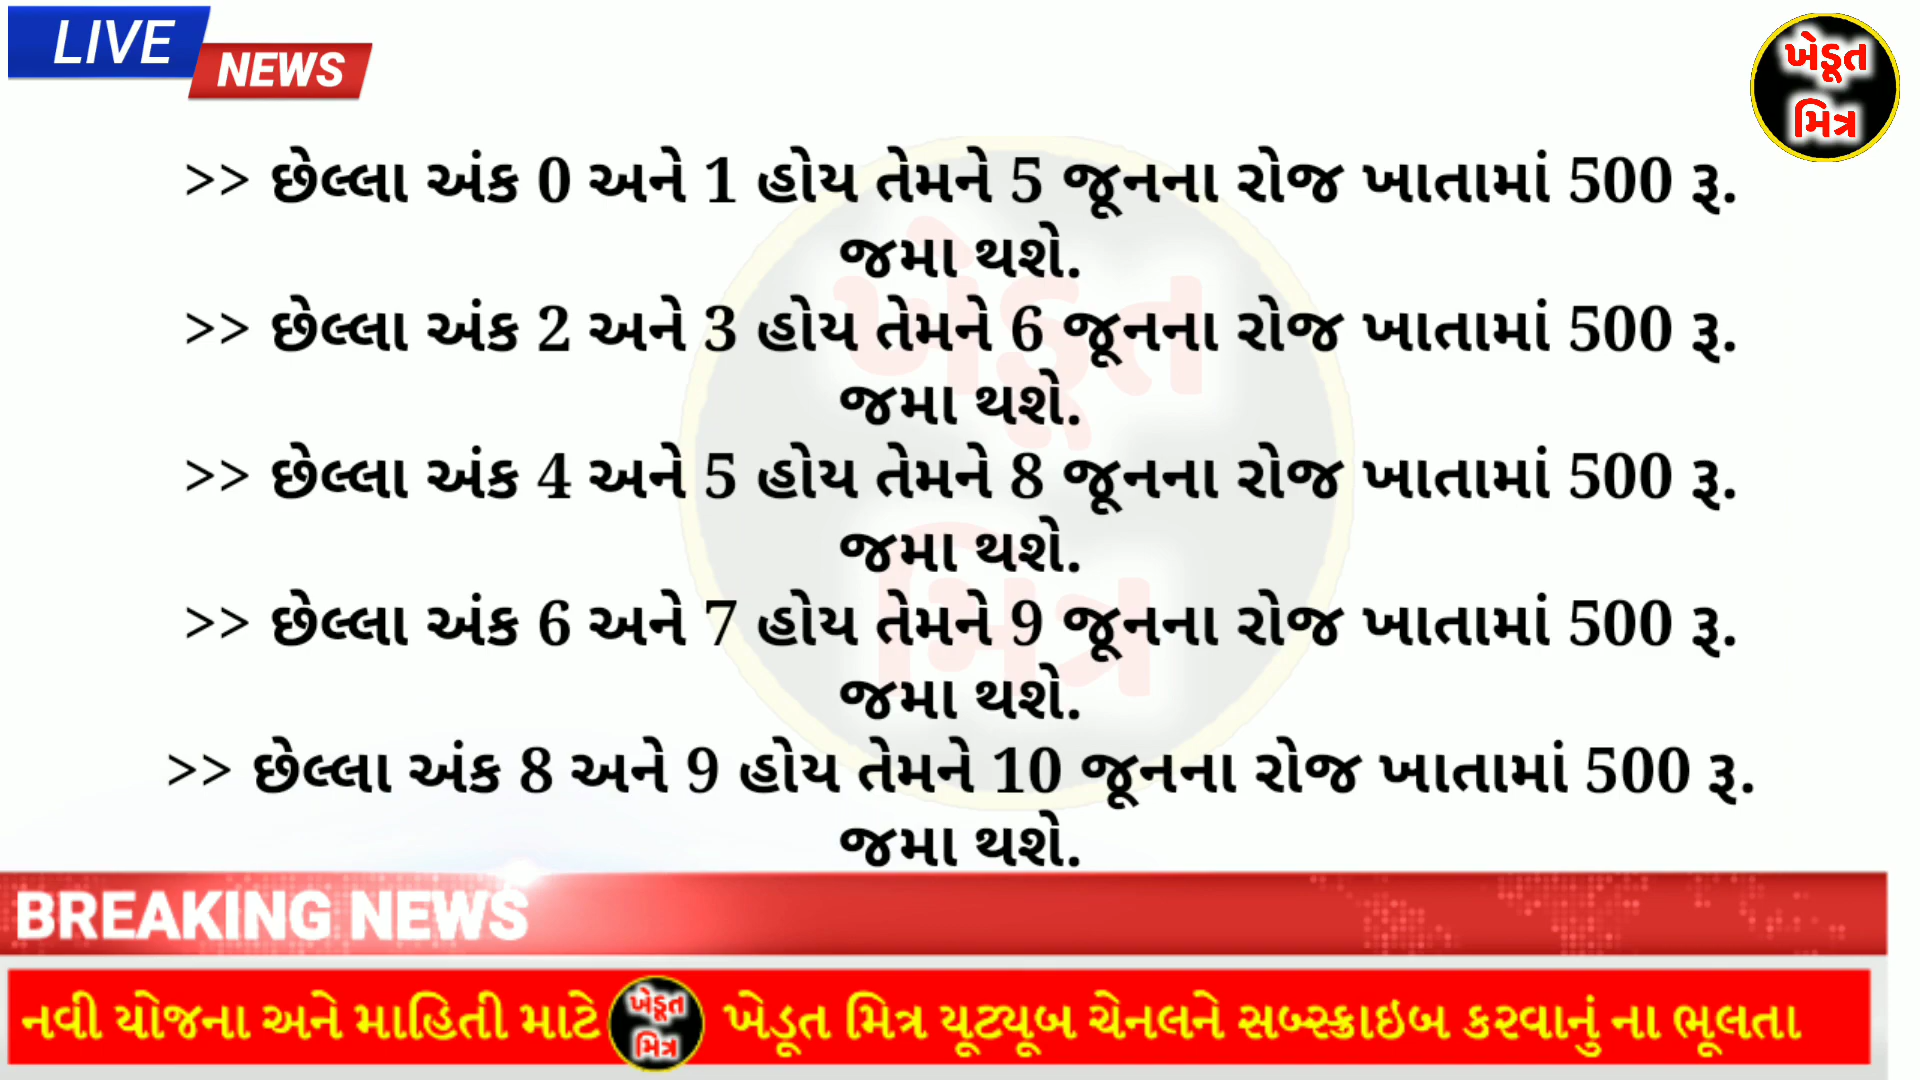 LIVE
NEWS
ખેડૂત
મિત્ર
>> છેલ્લા અંક 0 અને 1 હોય તેમને 5 જૂનના રોજ ખાતામાં 500 રૂ.
જમા થશે.
>> છેલ્લા અંક 2 અને 3 હોય તેમને 6 જૂનના રોજ ખાતામાં 500 રૂ.
જમા થશે.
>> છેલ્લા અંક 4 અને 5 હોય તેમને 8 જૂનના રોજ ખાતામાં 500 રૂ.
જમા થશે.
>> છેલ્લા અંક 6 અને 7 હોય તેમને 9 જૂનના રોજ ખાતામાં 500 રૂ.
જમા થશે.
>> છેલ્લા અંક 8 અને 9 હોય તેમને 10 જૂનના રોજ ખાતામાં 500 રૂ.
જમા થશે.
ખેડૂત
મિત્ર
BREAKING NEWS
નવી યોજના અને માહિતી માટે ખેડૂત મિત્ર ખેડૂત મિત્ર યૂટ્યૂબ ચેનલને સબ્સ્ક્રાઇબ કરવાનું ના ભૂલતા